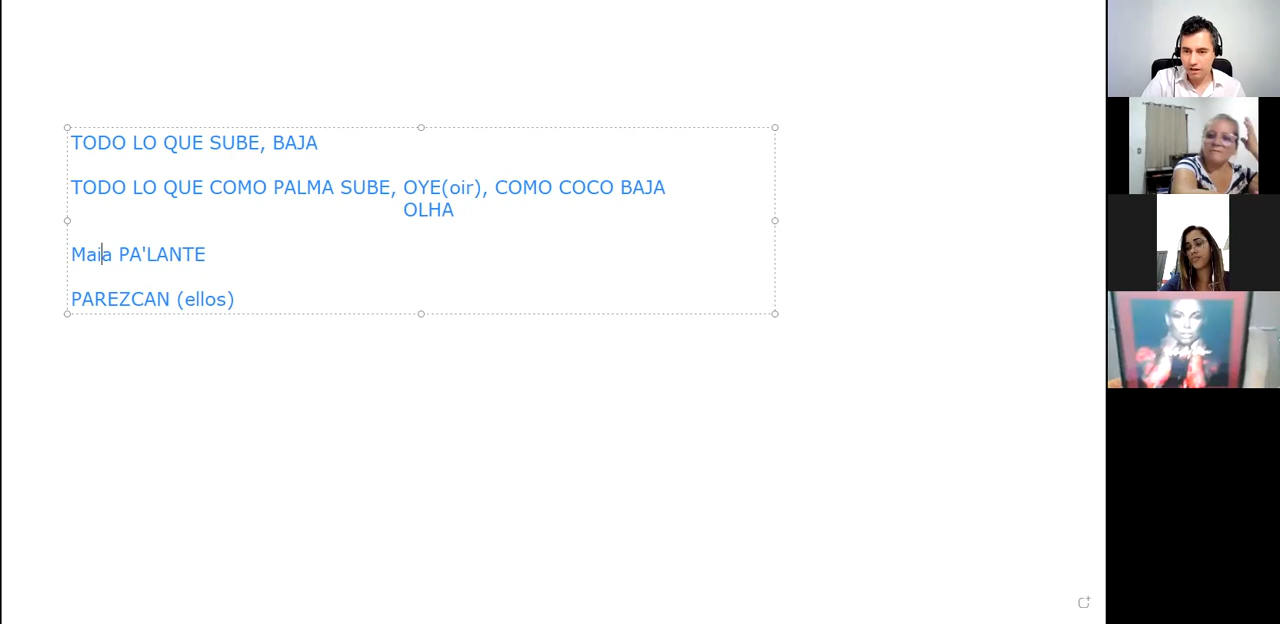 TODO LO QUE SUBE, BAJA
TODO LO QUE COMO PALMA SUBE, OYE(oir), COMO COCO BAJA
OLHA
Maia PA'LANTE
PAREZCAN (ellos)